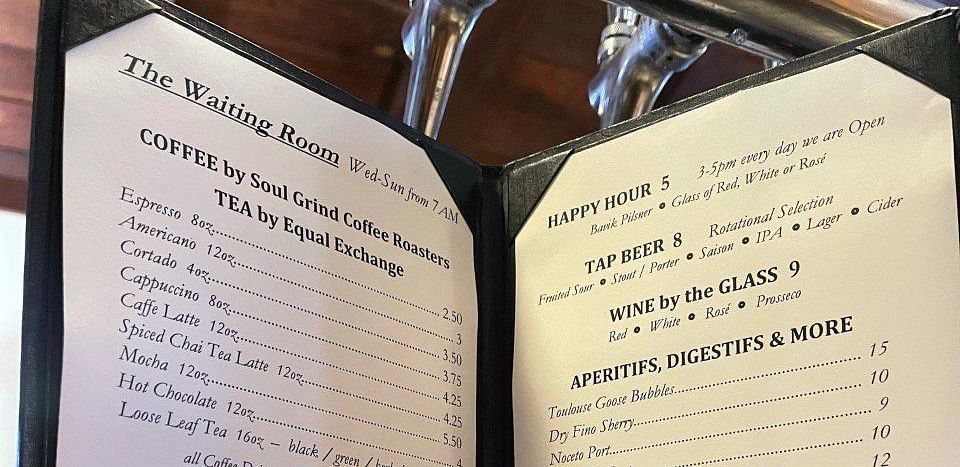 The Waiting Room Wed-Sun from 7 AM
COFFEE by Soul Grind Coffee Roasters
TEA by Equal Exchange
Espresso 8oz 2.50
Americano 12oz 3
Cortado 4oz 3.50
Cappuccino 8oz 3.75
Caffe Latte 12oz 4.25
Spiced Chai Tea Latte 12oz 4.25
Mocha 12oz 5.50
Hot Chocolate 12oz 4
Loose Leaf Tea 16oz – black / green /
all Coffee
HAPPY HOUR 5 3-5pm every day we are Open
Bavik Pilsner • Glass of Red, White or Rosé
TAP BEER 8 Rotational Selection
Fruited Sour • Stout / Porter • Saison • IPA • Lager • Cider
WINE by the GLASS 9
Red • White • Rosé • Prosseco
APERITIFS, DIGESTIFS & MORE
Toulouse Goose Bubbles 15
Dry Fino Sherry 10
Noceto Port 9
10
12